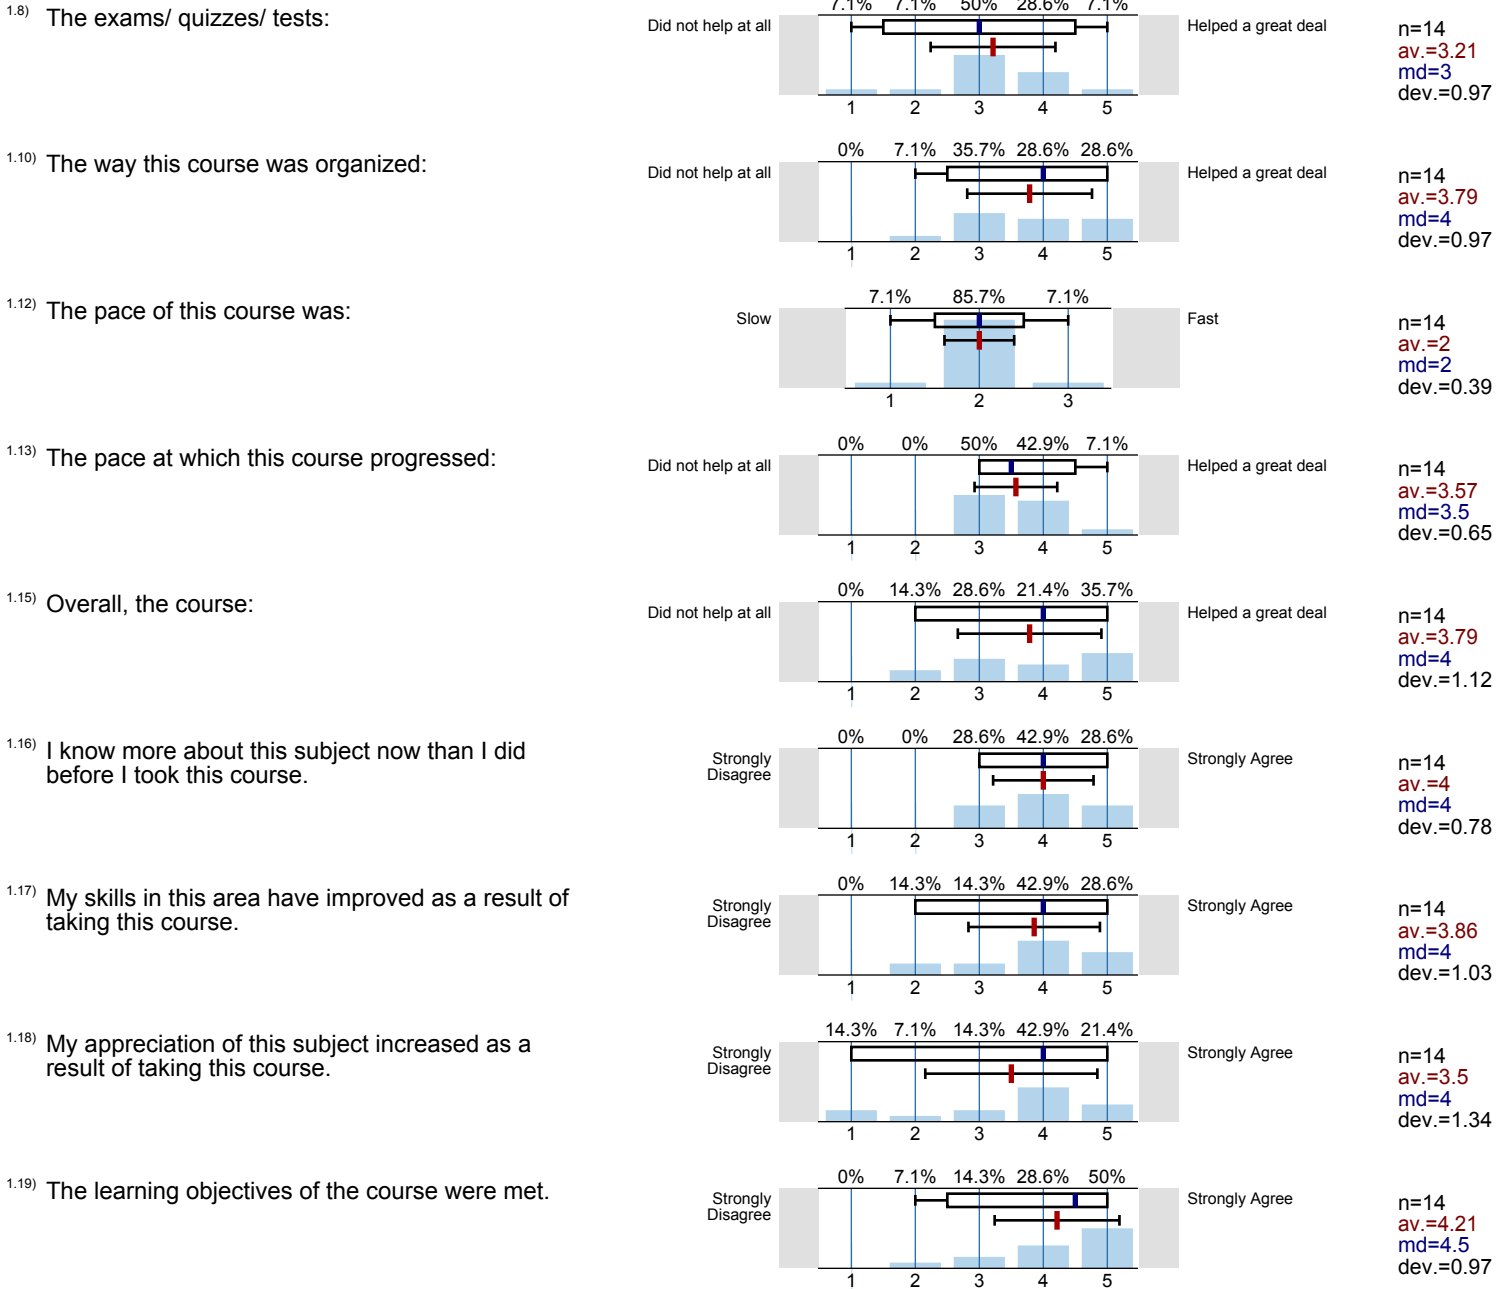 1.8) The exams/ quizzes/ tests:
7.1% 7.1% 50% 28.6% 7.1%
Did not help at all
Helped a great deal
1 2 3 4 5
n=14
av.=3.21
md=3
dev.=0.97
1.10) The way this course was organized:
0% 7.1% 35.7% 28.6% 28.6%
Did not help at all
Helped a great deal
1 2 3 4 5
n=14
av.=3.79
md=4
dev.=0.97
1.12) The pace of this course was:
7.1% 85.7% 7.1%
Slow
Fast
1 2 3
n=14
av.=2
md=2
dev.=0.39
1.13) The pace at which this course progressed:
0% 0% 50% 42.9% 7.1%
Did not help at all
Helped a great deal
1 2 3 4 5
n=14
av.=3.57
md=3.5
dev.=0.65
1.15) Overall, the course:
0% 14.3% 28.6% 21.4% 35.7%
Did not help at all
Helped a great deal
1 2 3 4 5
n=14
av.=3.79
md=4
dev.=1.12
1.16) I know more about this subject now than I did
before I took this course.
0% 0% 28.6% 42.9% 28.6%
Strongly
Disagree
Strongly Agree
1 2 3 4 5
n=14
av.=4
md=4
dev.=0.78
1.17) My skills in this area have improved as a result of
taking this course.
0% 14.3% 14.3% 42.9% 28.6%
Strongly
Disagree
Strongly Agree
1 2 3 4 5
n=14
av.=3.86
md=4
dev.=1.03
1.18) My appreciation of this subject increased as a
result of taking this course.
14.3% 7.1% 14.3% 42.9% 21.4%
Strongly
Disagree
Strongly Agree
1 2 3 4 5
n=14
av.=3.5
md=4
dev.=1.34
1.19) The learning objectives of the course were met.
0% 7.1% 14.3% 28.6% 50%
Strongly
Disagree
Strongly Agree
1 2 3 4 5
n=14
av.=4.21
md=4.5
dev.=0.97